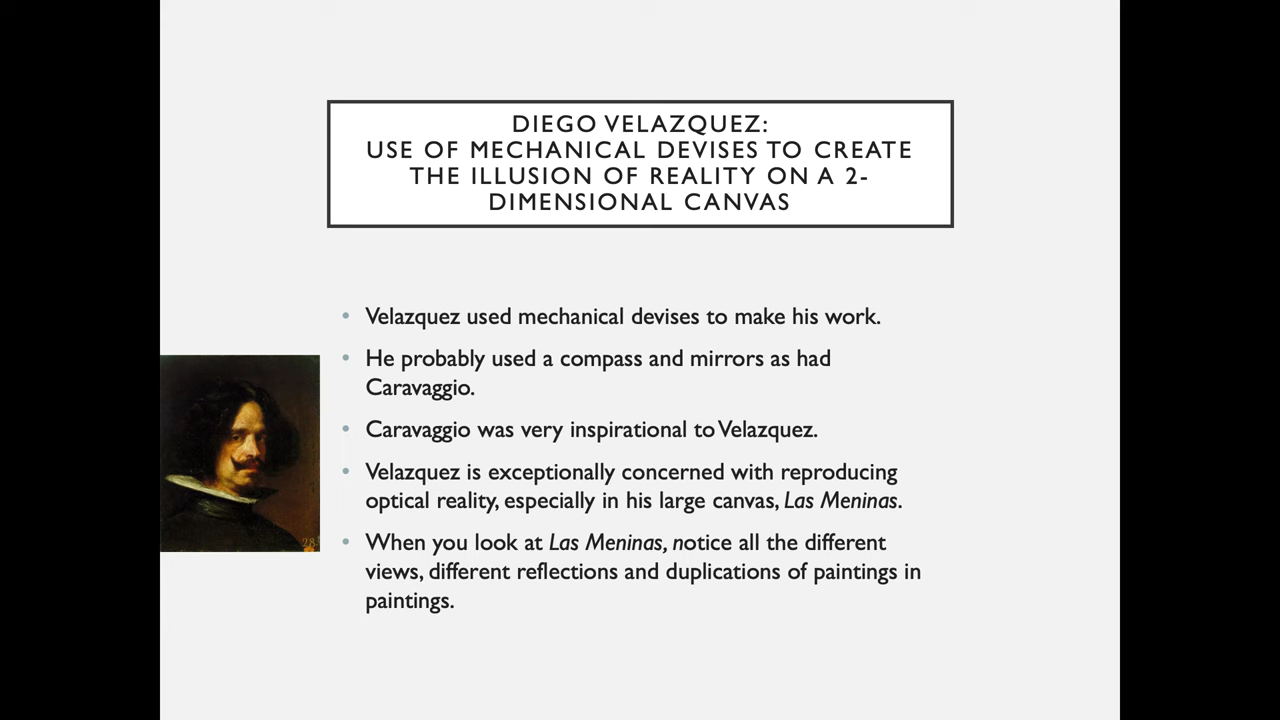 DIEGO VELAZQUEZ:
USE OF MECHANICAL DEVISES TO CREATE
THE ILLUSION OF REALITY ON A 2-
DIMENSIONAL CANVAS
• Velazquez used mechanical devises to make his work.
• He probably used a compass and mirrors as had
Caravaggio.
• Caravaggio was very inspirational to Velazquez.
• Velazquez is exceptionally concerned with reproducing
optical reality, especially in his large canvas, Las Meninas.
• When you look at Las Meninas, notice all the different
views, different reflections and duplications of paintings in
paintings.